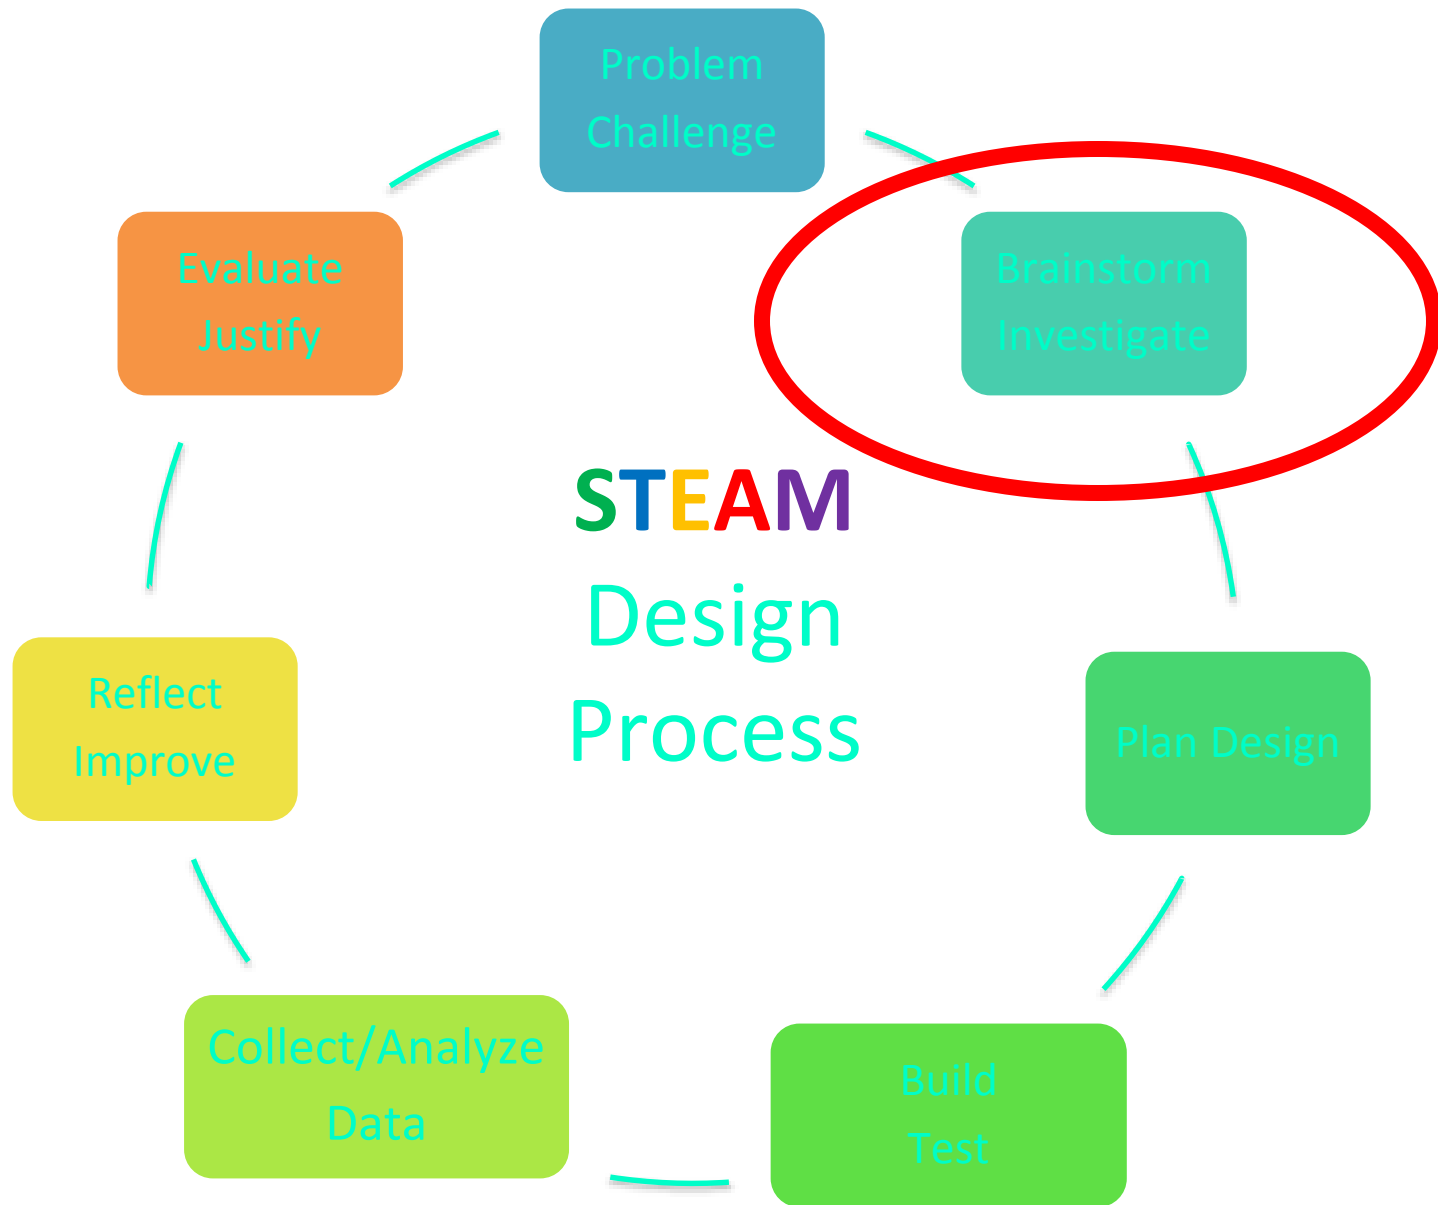 Problem
Challenge
Brainstorm
Investigate
Plan Design
Build
Test
Collect/Analyze
Data
Reflect
Improve
Evaluate
Justify
STEAM
Design
Process